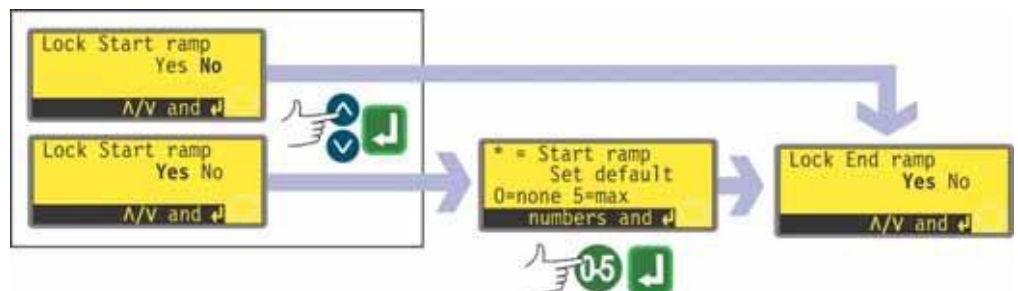 Lock Start ramp
Yes No
Λ/V and ↲
Lock Start ramp
Yes No
Λ/V and ↲
* = Start ramp
Set default
0=none 5=max
numbers and ↲
0-5
Lock End ramp
Yes No
Λ/V and ↲